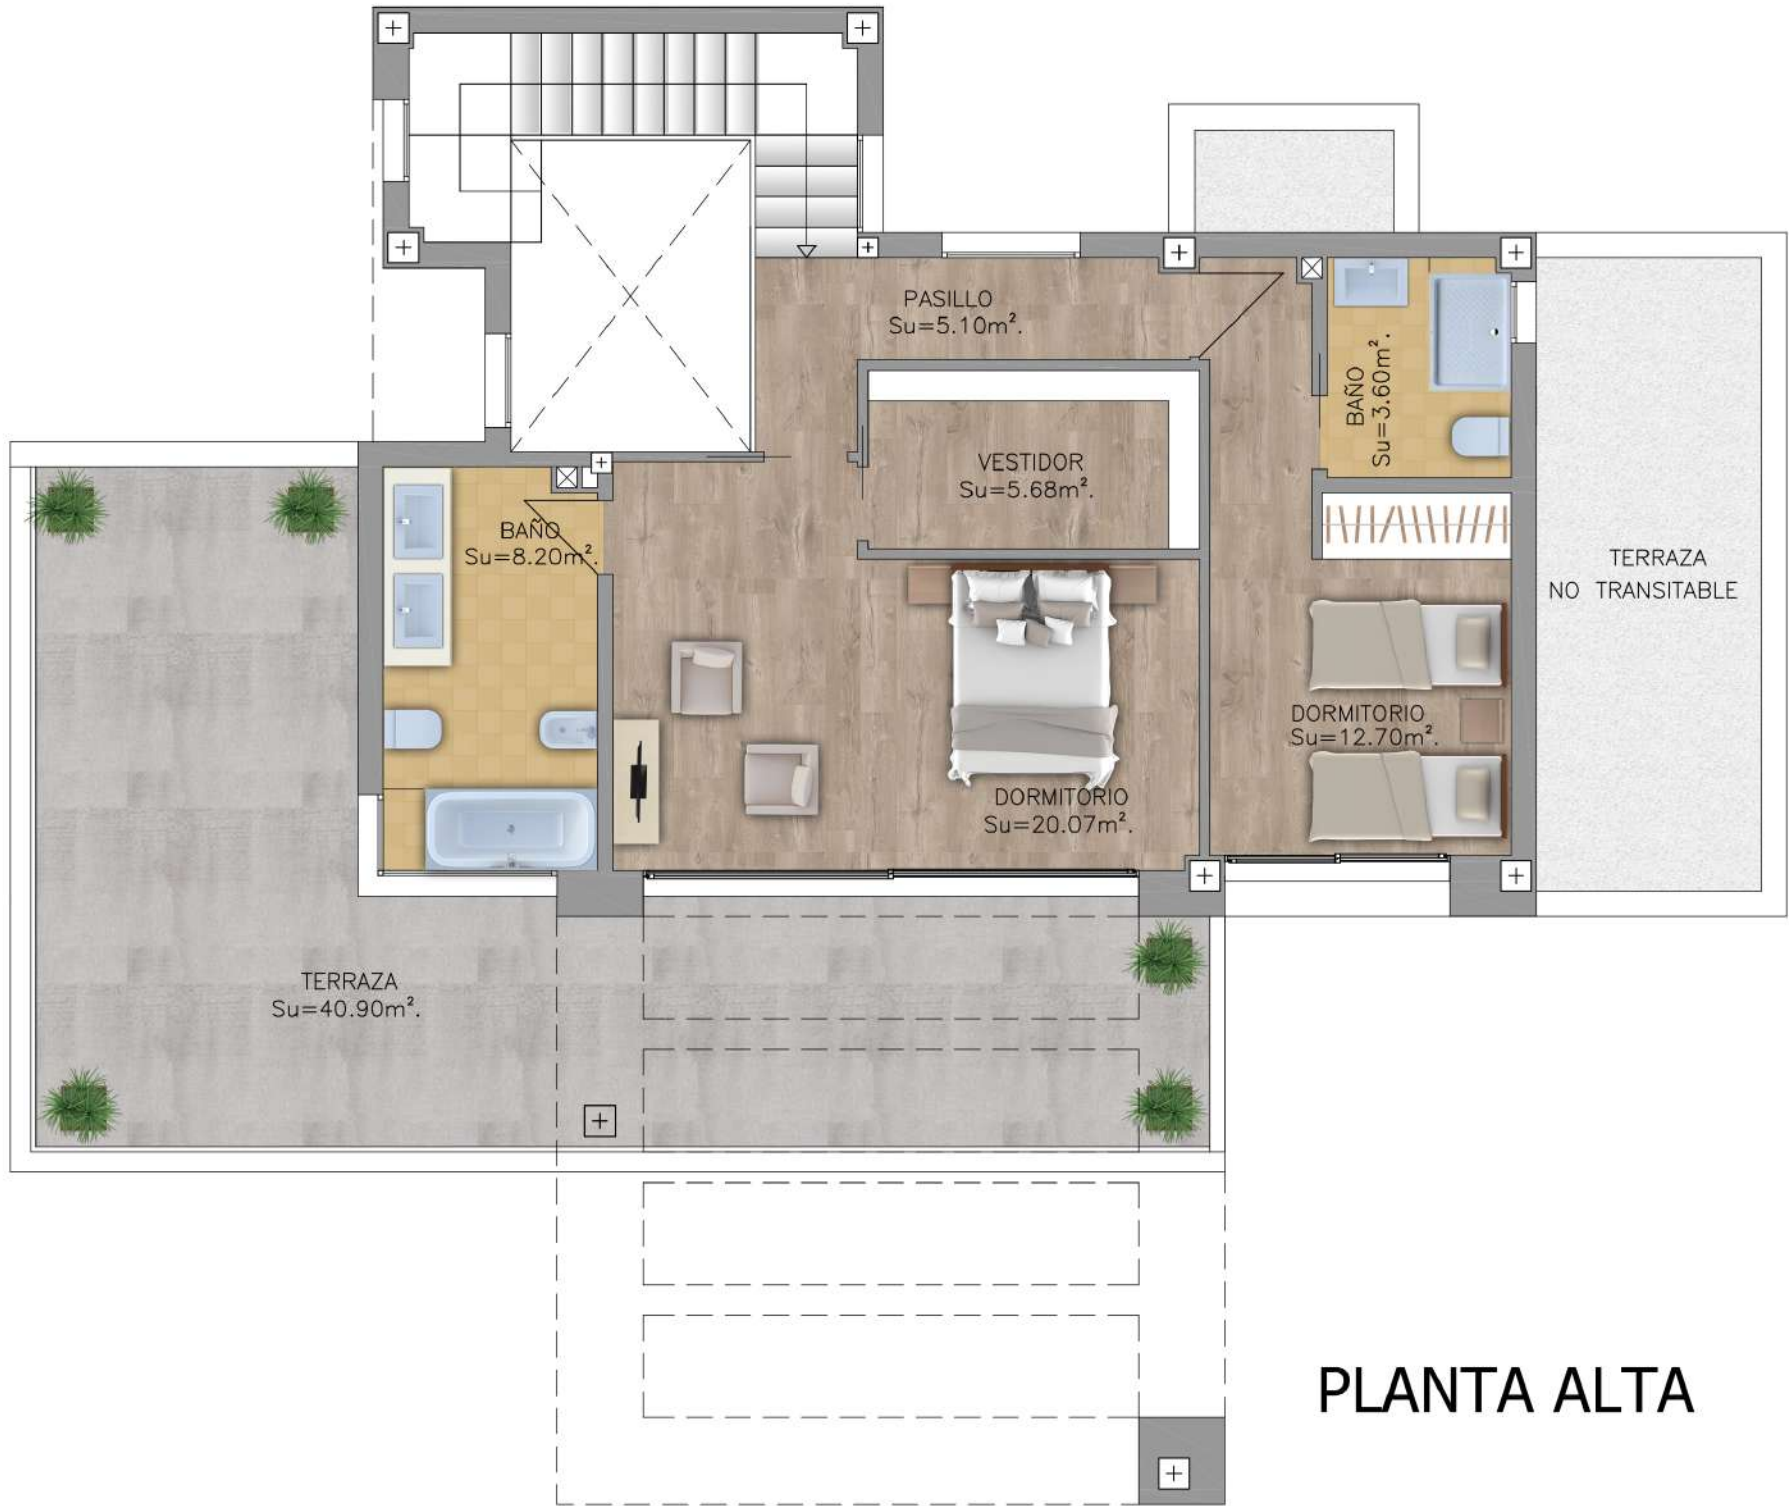 PASILLO
Su=5.10m².
BAÑO
Su=3.60m².
VESTIDOR
Su=5.68m².
BAÑO
Su=8.20m².
TERRAZA
NO TRANSITABLE
DORMITORIO
Su=12.70m².
DORMITORIO
Su=20.07m².
TERRAZA
Su=40.90m².
PLANTA ALTA